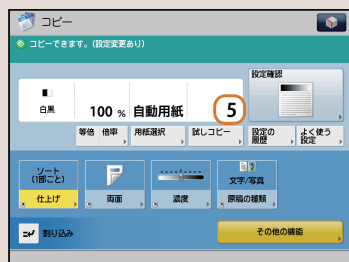 コピー
コピーできます。(設定変更あり)
設定確認
白黒
100 % 自動用紙 5
等倍 倍率 用紙選択 試しコピー 設定の履歴 よく使う設定
ソート
(1部ごと)
文字/写真
仕上げ 両面 濃度 原稿の種類
割り込み
その他の機能